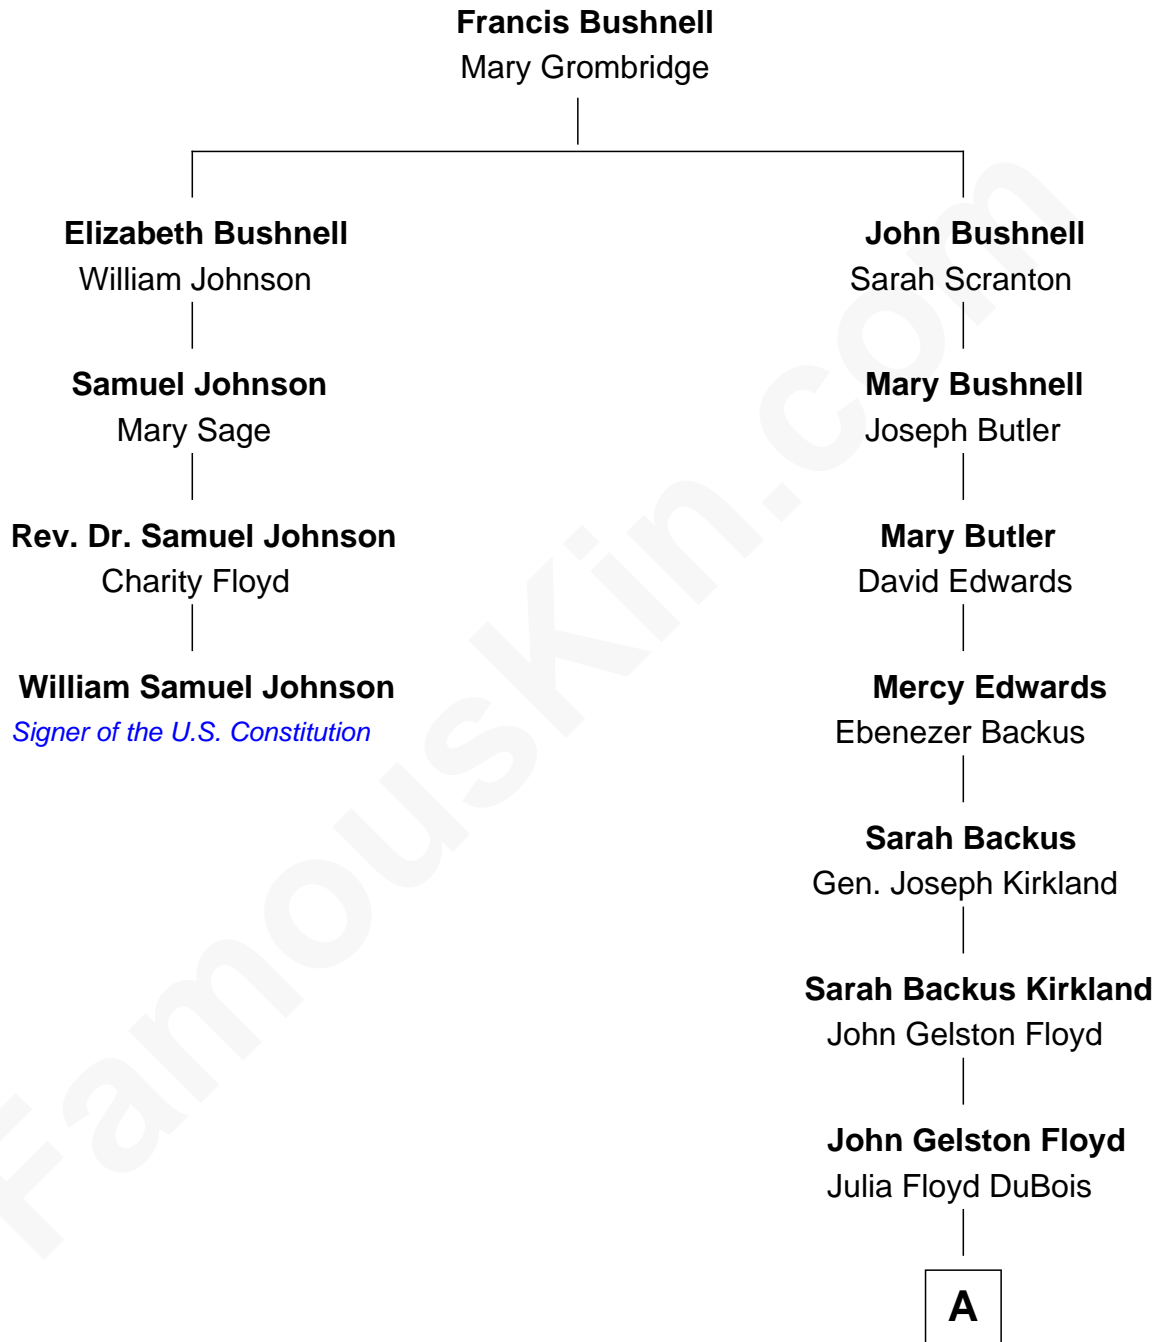 Francis Bushnell
Mary Grombridge
Elizabeth Bushnell
William Johnson
Samuel Johnson
Mary Sage
Rev. Dr. Samuel Johnson
Charity Floyd
William Samuel Johnson
Signer of the U.S. Constitution
John Bushnell
Sarah Scranton
Mary Bushnell
Joseph Butler
Mary Butler
David Edwards
Mercy Edwards
Ebenezer Backus
Sarah Backus
Gen. Joseph Kirkland
Sarah Backus Kirkland
John Gelston Floyd
John Gelston Floyd
Julia Floyd DuBois
A
FamousKin.com